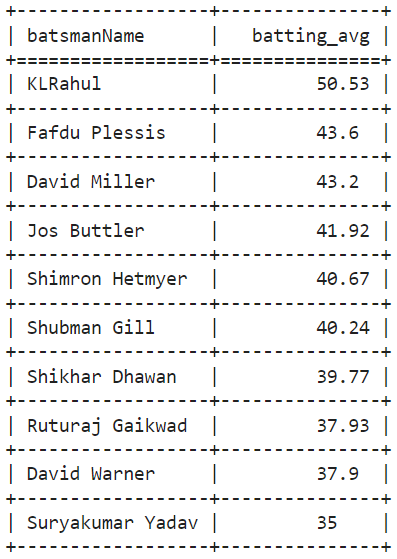 +------------------+---------------+
| batsmanName      |   batting_avg |
+==================+===============+
| KLRahul          |         50.53 |
+------------------+---------------+
| Fafdu Plessis    |         43.6  |
+------------------+---------------+
| David Miller     |         43.2  |
+------------------+---------------+
| Jos Buttler      |         41.92 |
+------------------+---------------+
| Shimron Hetmyer  |         40.67 |
+------------------+---------------+
| Shubman Gill     |         40.24 |
+------------------+---------------+
| Shikhar Dhawan   |         39.77 |
+------------------+---------------+
| Ruturaj Gaikwad  |         37.93 |
+------------------+---------------+
| David Warner     |         37.9  |
+------------------+---------------+
| Suryakumar Yadav |         35    |
+------------------+---------------+